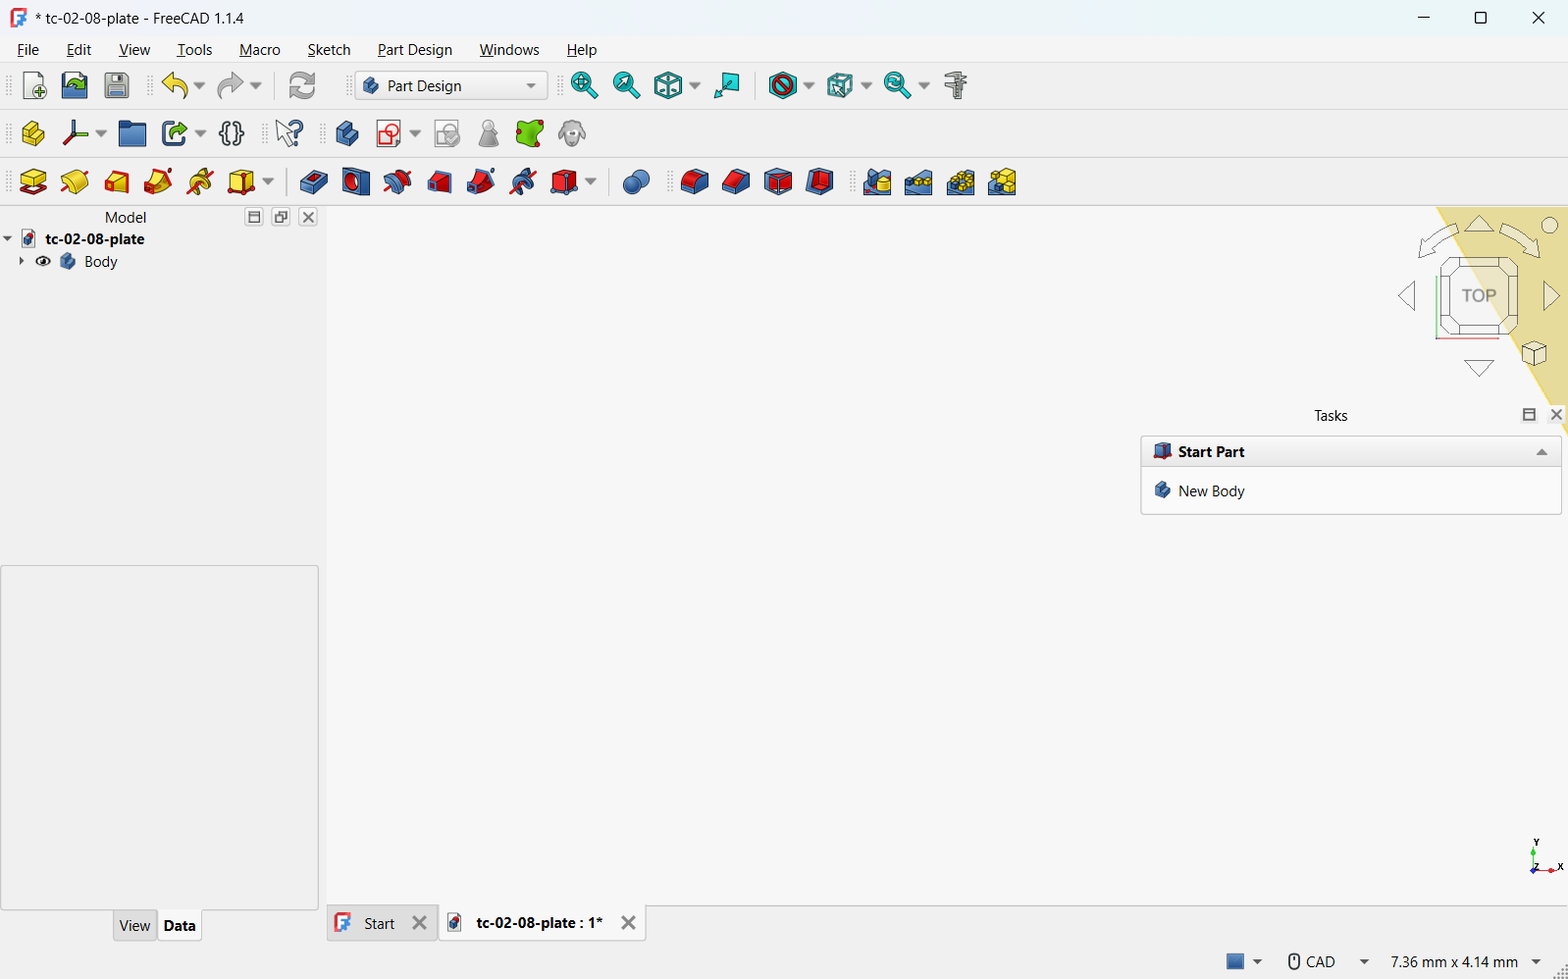 * tc-02-08-plate - FreeCAD 1.1.4
File Edit View Tools Macro Sketch Part Design Windows Help
Part Design
Model
tc-02-08-plate
Body
TOP
Tasks
Start Part
New Body
Y
Z X
View Data
Start tc-02-08-plate : 1*
CAD 7.36 mm x 4.14 mm